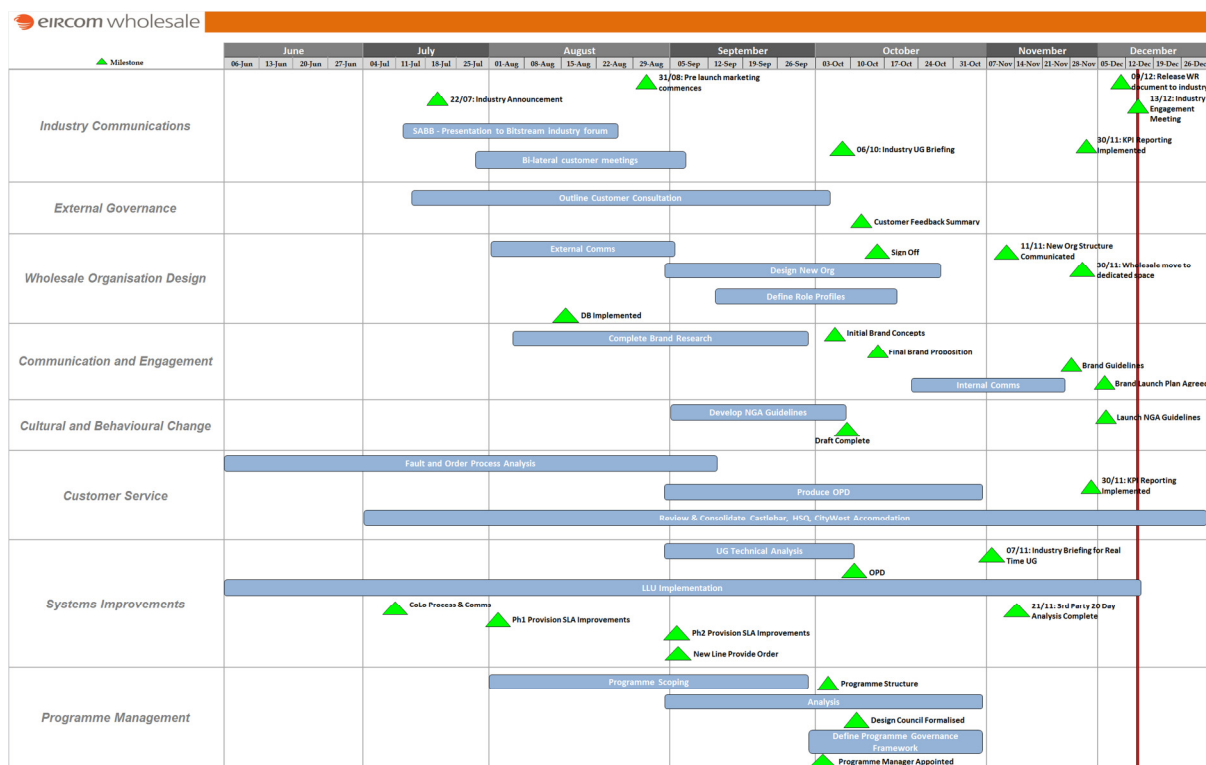 eircom wholesale
June July August September October November December
Milestone
06-Jun 13-Jun 20-Jun 27-Jun 04-Jul 11-Jul 18-Jul 25-Jul 01-Aug 08-Aug 15-Aug 22-Aug 29-Aug 05-Sep 12-Sep 19-Sep 26-Sep 03-Oct 10-Oct 17-Oct 24-Oct 31-Oct 07-Nov 14-Nov 21-Nov 28-Nov 05-Dec 12-Dec 19-Dec 26-Dec
Industry Communications
31/08: Pre launch marketing
commences
09/12: Release WR
document to industry
22/07: Industry Announcement
13/12: Industry
Engagement
Meeting
SABB - Presentation to Bitstream industry forum
06/10: Industry UG Briefing
30/11: KPI Reporting
Implemented
Bi-lateral customer meetings
External Governance
Outline Customer Consultation
Customer Feedback Summary
Wholesale Organisation Design
External Comms
Sign Off
11/11: New Org Structure
Communicated
Design New Org
30/11: Wholesale move to
dedicated space
Define Role Profiles
DB Implemented
Communication and Engagement
Complete Brand Research
Initial Brand Concepts
Final Brand Proposition
Brand Guidelines
Internal Comms
Brand Launch Plan Agreed
Cultural and Behavioural Change
Develop NGA Guidelines
Launch NGA Guidelines
Draft Complete
Customer Service
Fault and Order Process Analysis
Produce OPD
30/11: KPI Reporting
Implemented
Review & Consolidate Castlebar, HSQ, CityWest Accomodation
Systems Improvements
UG Technical Analysis
07/11: Industry Briefing for Real
Time UG
OPD
LLU Implementation
CoLo Process & Comms
21/11: 3rd Party 20 Day
Analysis Complete
Ph1 Provision SLA Improvements
Ph2 Provision SLA Improvements
New Line Provide Order
Programme Management
Programme Scoping
Programme Structure
Analysis
Design Council Formalised
Define Programme Governance
Framework
Programme Manager Appointed